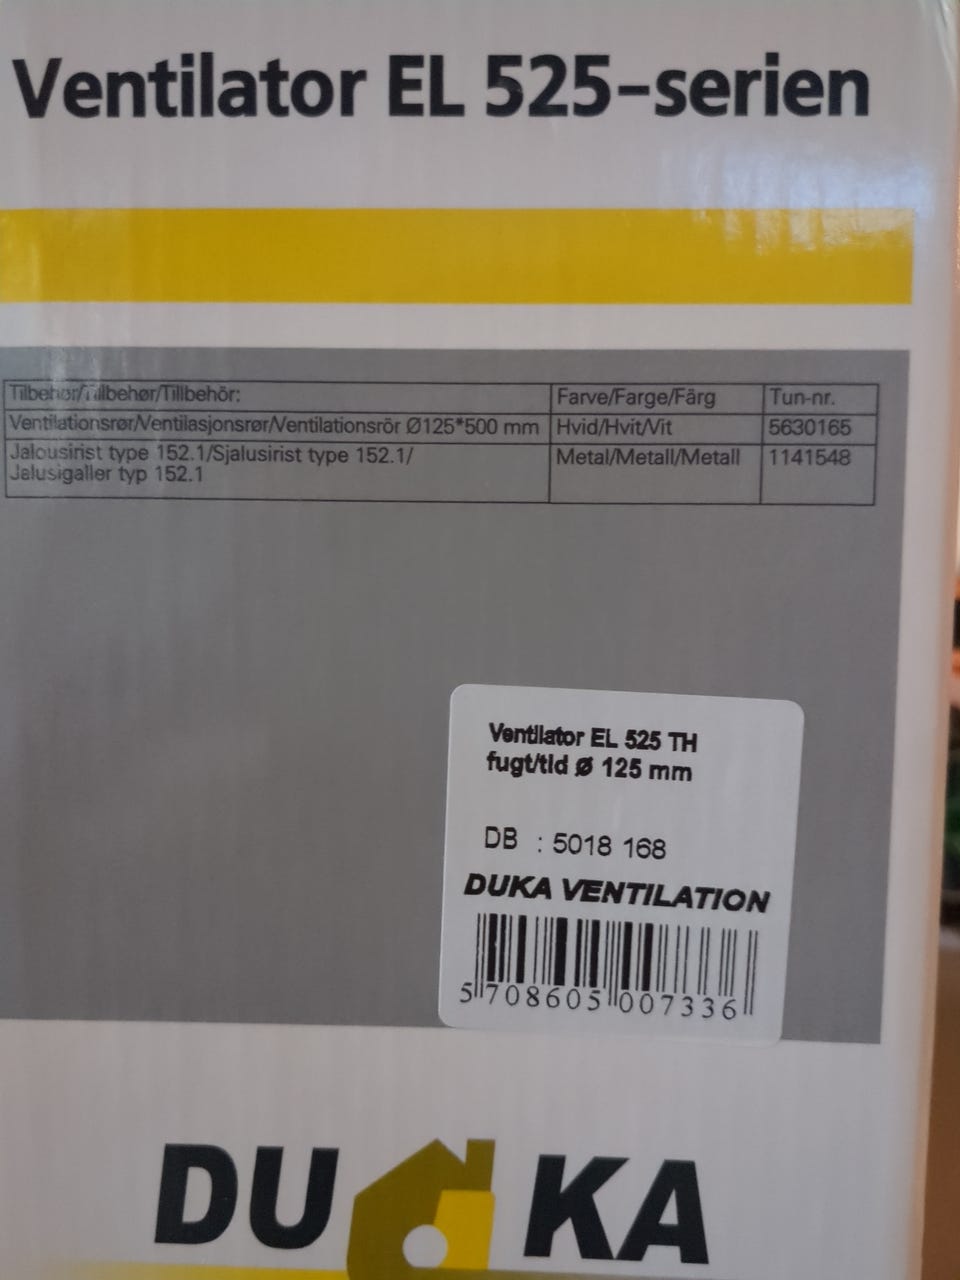 Ventilator EL 525-serien
Tilbehør/Tilbehør/Tillbehör: Farve/Farge/Färg Tun-nr.
Ventilationsrør/Ventilasjonsrør/Ventilationsrör Ø125*500 mm Hvid/Hvit/Vit 5630165
Jalousirist type 152.1/Sjalusirist type 152.1/ Metal/Metall/Metall 1141548
Jalusigaller typ 152.1
Ventilator EL 525 TH
fugt/tid Ø 125 mm
DB : 5018 168
DUKA VENTILATION
5 708605 007336
DUKA